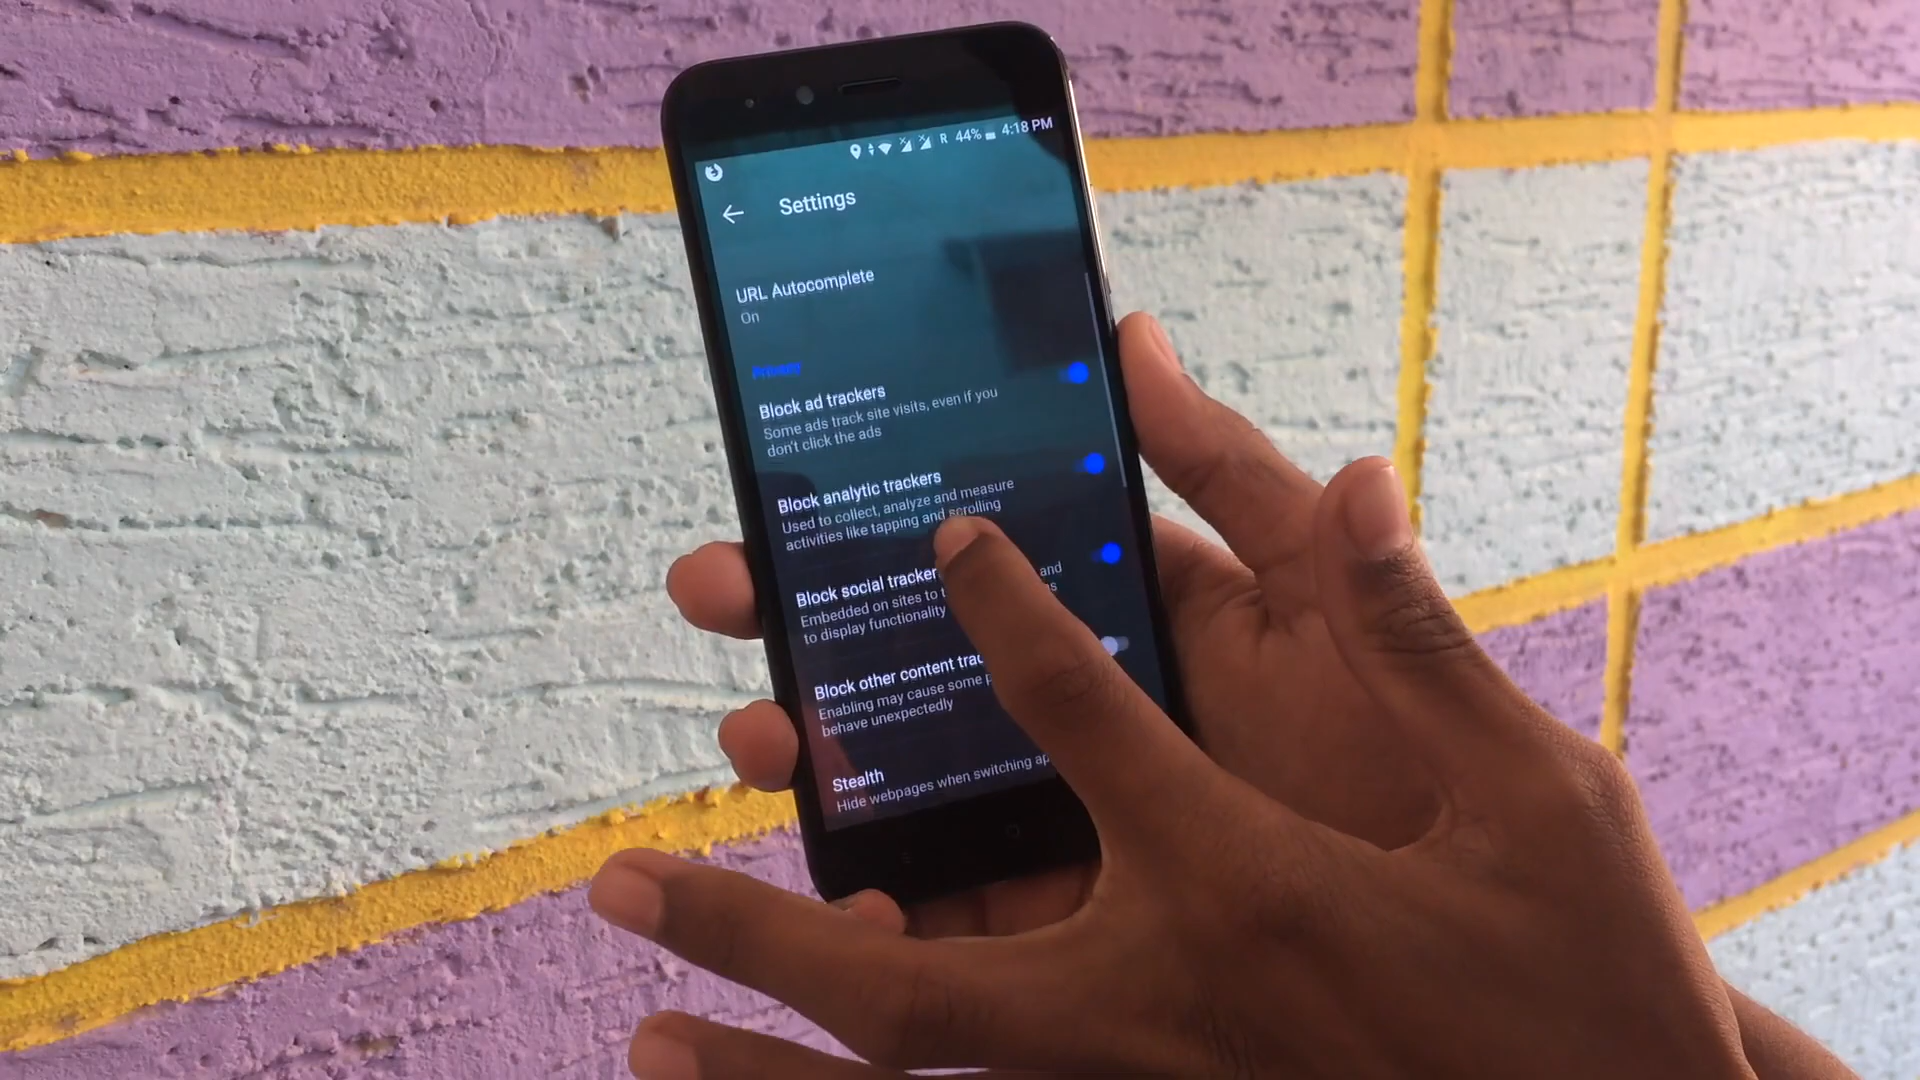 R 44% 4:18 PM
Settings
URL Autocomplete
On
Privacy
Block ad trackers
Some ads track site visits, even if you
don't click the ads
Block analytic trackers
Used to collect, analyze and measure
activities like tapping and scrolling
Block social tracker and
Embedded on sites to
to display functionality
Block other content
Enabling may cause some
behave unexpectedly
Stealth
Hide webpages when switching